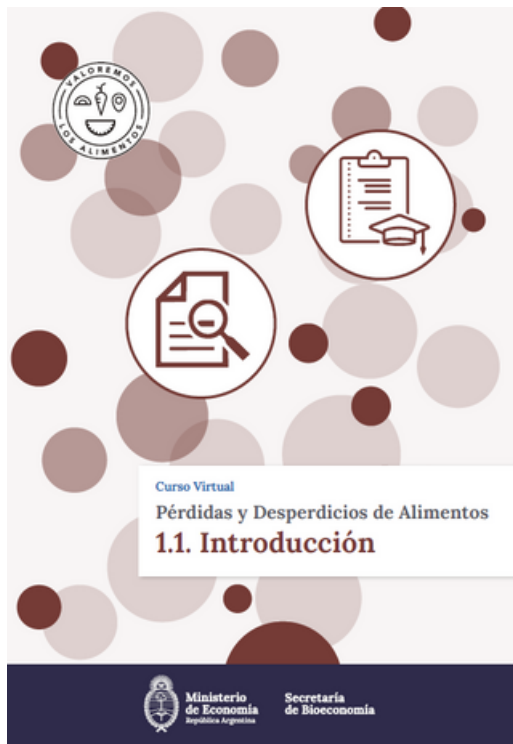 VALOREMOS
LOS ALIMENTOS
Curso Virtual
Pérdidas y Desperdicios de Alimentos
1.1. Introducción
Ministerio
de Economía
República Argentina
Secretaría
de Bioeconomía